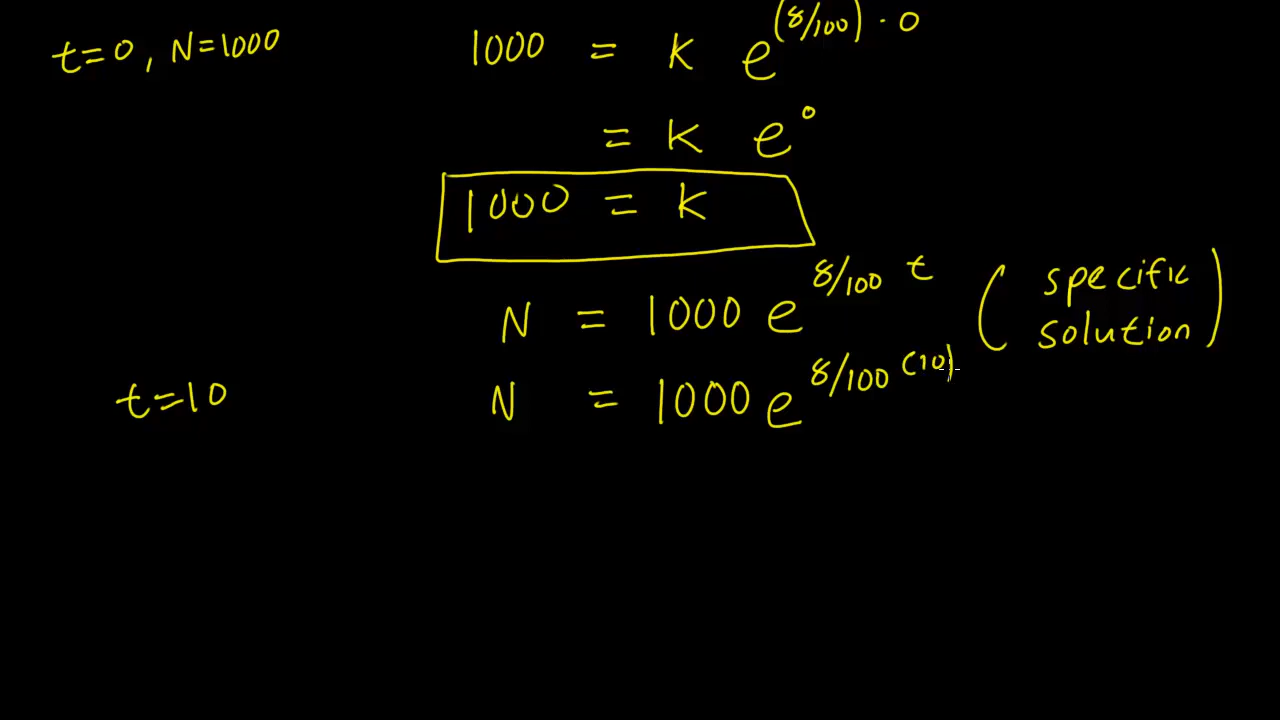 t=0, N=1000 1000 = k e^(8/100)·0
= k e^0
1000 = k
N = 1000 e^8/100 t (specific solution)
t=10 N = 1000 e^8/100 (10)